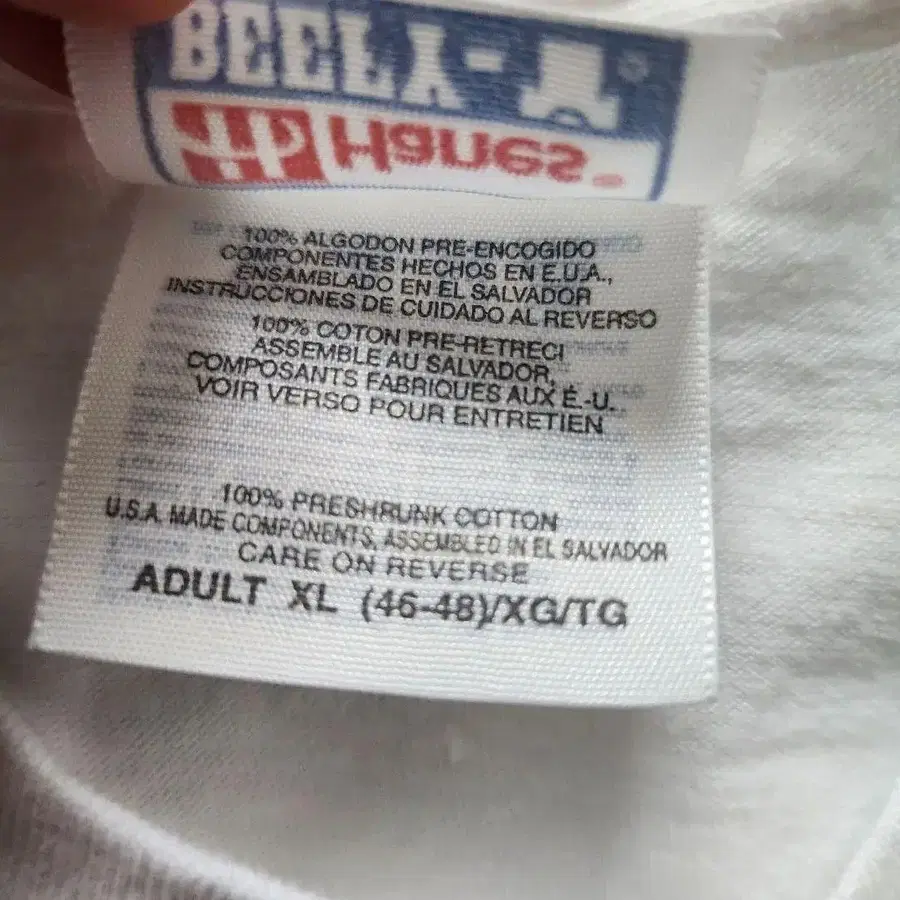 BEEFY-T®
Hanes®
100% ALGODON PRE-ENCOGIDO
COMPONENTES HECHOS EN E.U.A.,
ENSAMBLADO EN EL SALVADOR
INSTRUCCIONES DE CUIDADO AL REVERSO
100% COTON PRE-RETRECI
ASSEMBLE AU SALVADOR,
COMPOSANTS FABRIQUES AUX É.-U.
VOIR VERSO POUR ENTRETIEN
100% PRESHRUNK COTTON
U.S.A. MADE COMPONENTS, ASSEMBLED IN EL SALVADOR
CARE ON REVERSE
ADULT XL (46-48)/XG/TG